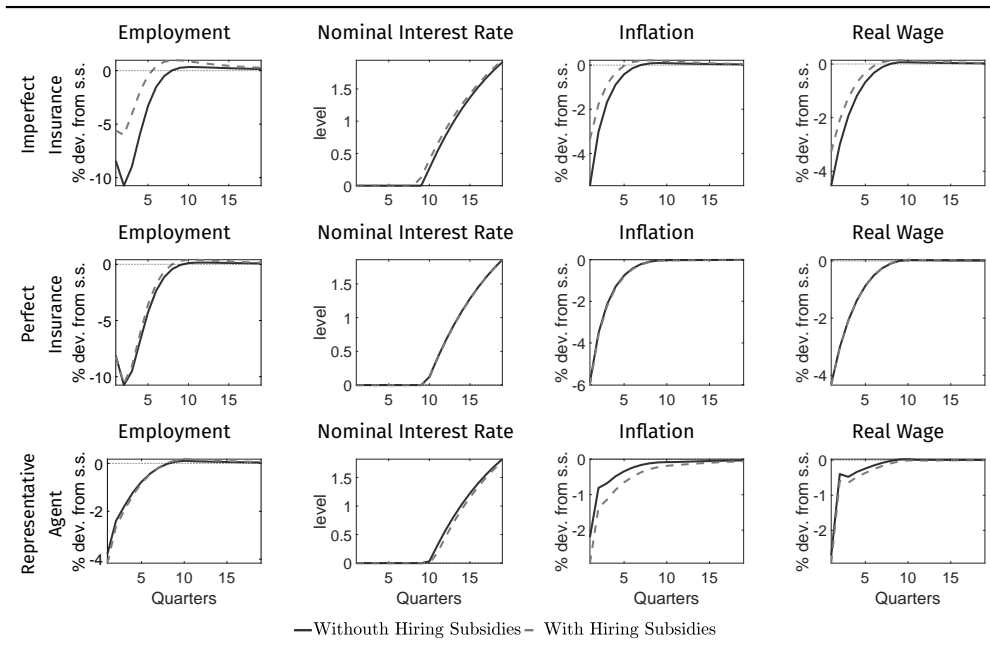 Employment Nominal Interest Rate Inflation Real Wage
Imperfect
Insurance
% dev. from s.s.
0
-5
-10
5 10 15
level
1.5
1
0.5
0
5 10 15
% dev. from s.s.
0
-2
-4
5 10 15
% dev. from s.s.
0
-2
-4
5 10 15
Employment Nominal Interest Rate Inflation Real Wage
Perfect
Insurance
% dev. from s.s.
0
-5
-10
5 10 15
level
1.5
1
0.5
0
5 10 15
% dev. from s.s.
0
-2
-4
-6
5 10 15
% dev. from s.s.
0
-2
-4
5 10 15
Employment Nominal Interest Rate Inflation Real Wage
Representative
Agent
% dev. from s.s.
0
-2
-4
5 10 15
Quarters
level
1.5
1
0.5
0
5 10 15
Quarters
% dev. from s.s.
0
-1
-2
5 10 15
Quarters
% dev. from s.s.
0
-1
-2
5 10 15
Quarters
Withouth Hiring Subsidies With Hiring Subsidies